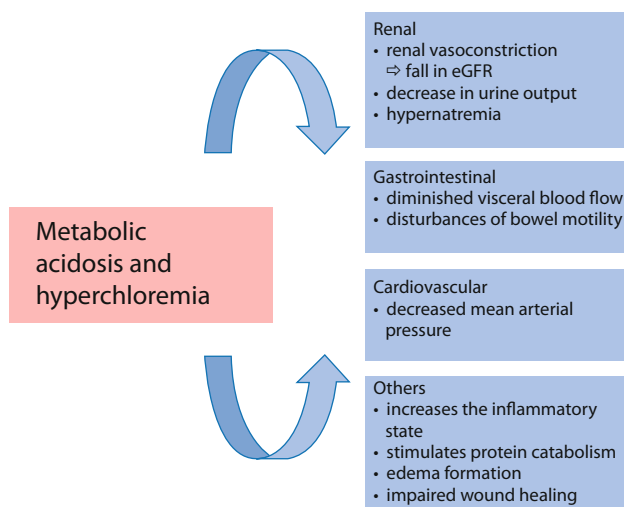 Metabolic
acidosis and
hyperchloremia
Renal
• renal vasoconstriction
⇨ fall in eGFR
• decrease in urine output
• hypernatremia
Gastrointestinal
• diminished visceral blood flow
• disturbances of bowel motility
Cardiovascular
• decreased mean arterial
pressure
Others
• increases the inflammatory
state
• stimulates protein catabolism
• edema formation
• impaired wound healing